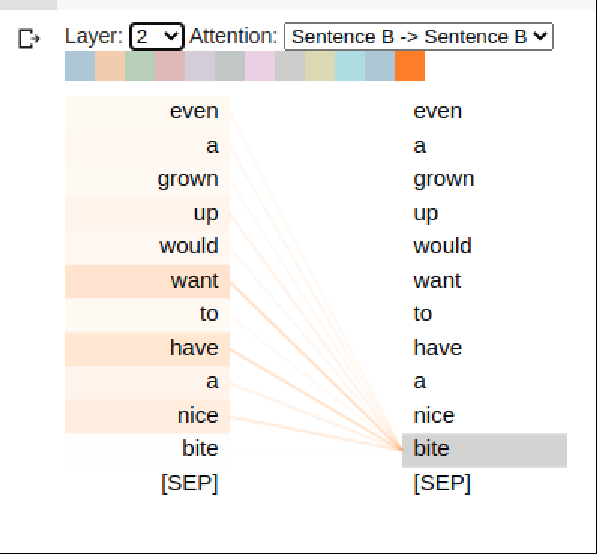 Layer: 2 Attention: Sentence B -> Sentence B
even even
a a
grown grown
up up
would would
want want
to to
have have
a a
nice nice
bite bite
[SEP] [SEP]